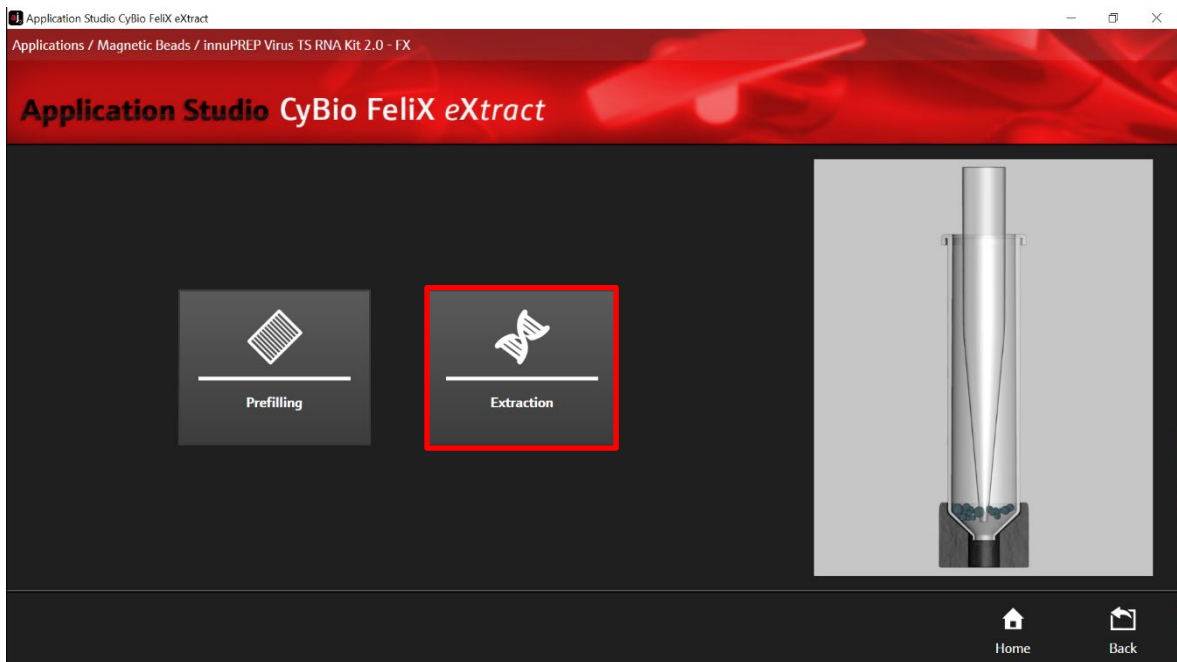 Application Studio CyBio FeliX eXtract
Applications / Magnetic Beads / innuPREP Virus TS RNA Kit 2.0 - FX
Application Studio CyBio FeliX eXtract
Prefilling
Extraction
Home
Back